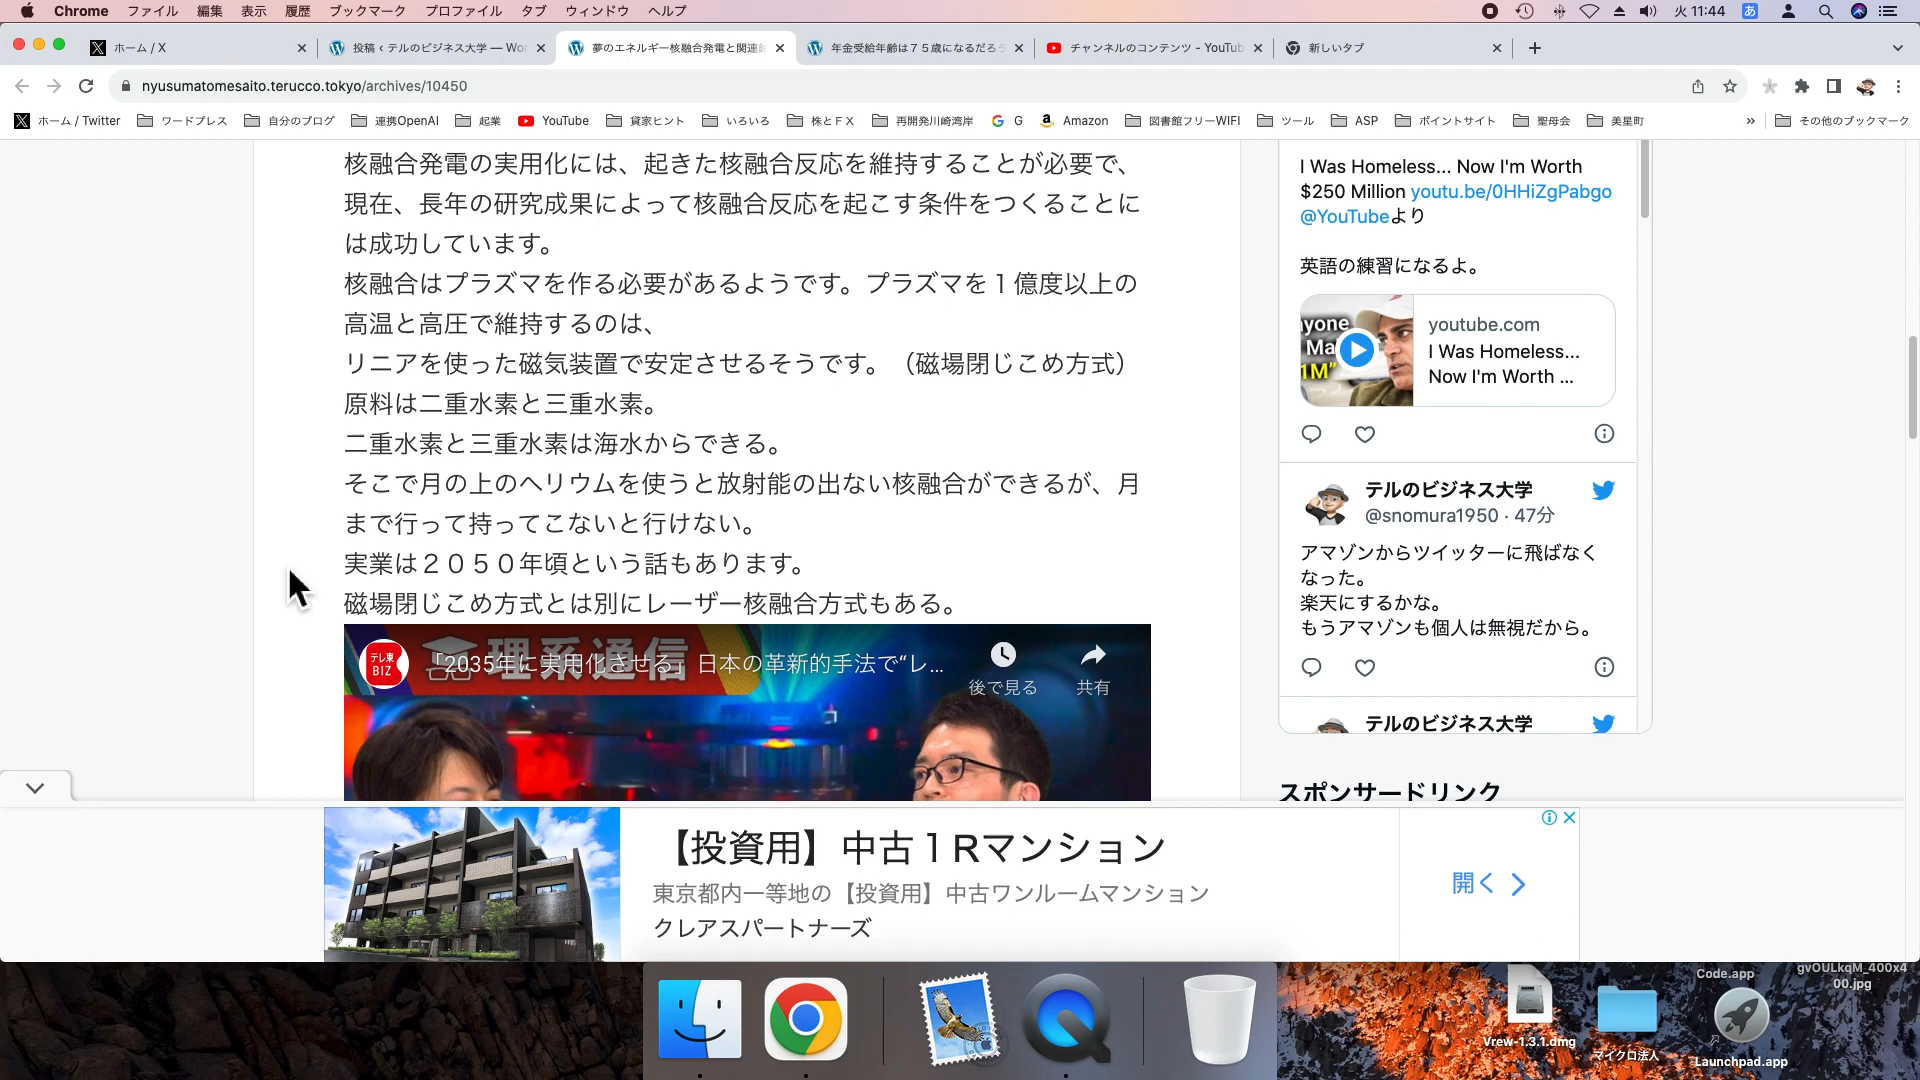 Chrome ファイル 編集 表示 履歴 ブックマーク プロファイル タブ ウィンドウ ヘルプ
火 11:44 あ
ホーム / X
投稿 ‹ テルのビジネス大学 — Wor
夢のエネルギー核融合発電と関連
年金受給年齢は７５歳になるだろう
チャンネルのコンテンツ - YouTub
新しいタブ
nyusumatomesaito.terucco.tokyo/archives/10450
ホーム / Twitter ワードプレス 自分のブログ 連携OpenAI 起業 YouTube 貸家ヒント いろいろ 株とＦＸ 再開発川崎湾岸 G Amazon 図書館フリーWIFI ツール ASP ポイントサイト 聖母会 美星町 » その他のブックマーク
核融合発電の実用化には、起きた核融合反応を維持することが必要で、
現在、長年の研究成果によって核融合反応を起こす条件をつくることに
は成功しています。
核融合はプラズマを作る必要があるようです。プラズマを１億度以上の
高温と高圧で維持するのは、
リニアを使った磁気装置で安定させるそうです。（磁場閉じこめ方式）
原料は二重水素と三重水素。
二重水素と三重水素は海水からできる。
そこで月の上のヘリウムを使うと放射能の出ない核融合ができるが、月
まで行って持ってこないと行けない。
実業は２０５０年頃という話もあります。
磁場閉じこめ方式とは別にレーザー核融合方式もある。
テレ東
BIZ
理系通信
「2035年に実用化させる」日本の革新的手法で“レ...
後で見る
共有
I Was Homeless... Now I'm Worth
$250 Million youtu.be/0HHiZgPabgo
@YouTubeより
英語の練習になるよ。
yone
Ma
1M”
youtube.com
I Was Homeless...
Now I'm Worth ...
テルのビジネス大学
@snomura1950 · 47分
アマゾンからツイッターに飛ばなく
なった。
楽天にするかな。
もうアマゾンも個人は無視だから。
テルのビジネス大学
スポンサードリンク
【投資用】中古１Rマンション
東京都内一等地の【投資用】中古ワンルームマンション
クレアスパートナーズ
開く
Code.app
gvOULkqM_400x4
00.jpg
Vrew-1.3.1.dmg
マイクロ法人
Launchpad.app